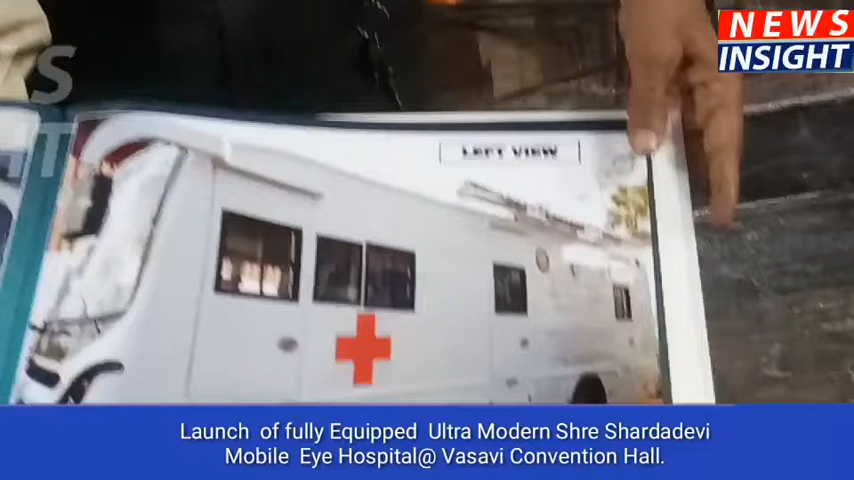 NEWS
INSIGHT
LEFT VIEW
Launch of fully Equipped Ultra Modern Shre Shardadevi
Mobile Eye Hospital@ Vasavi Convention Hall.